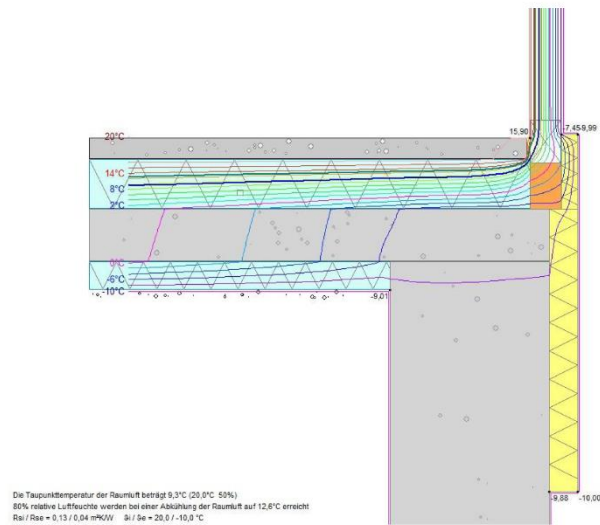 15,90
-7,45
-9,99
20°C
14°C
8°C
2°C
0°C
-5°C
-10°C
-9,01
-9,88
-10,00
Die Taupunkttemperatur der Raumluft beträgt 9,3°C (20,0°C 50%)
80% relative Luftfeuchte werden bei einer Abkühlung der Raumluft auf 12,6°C erreicht
Rsi / Rse = 0,13 / 0,04 m²K/W ϑi / ϑe = 20,0 / -10,0 °C